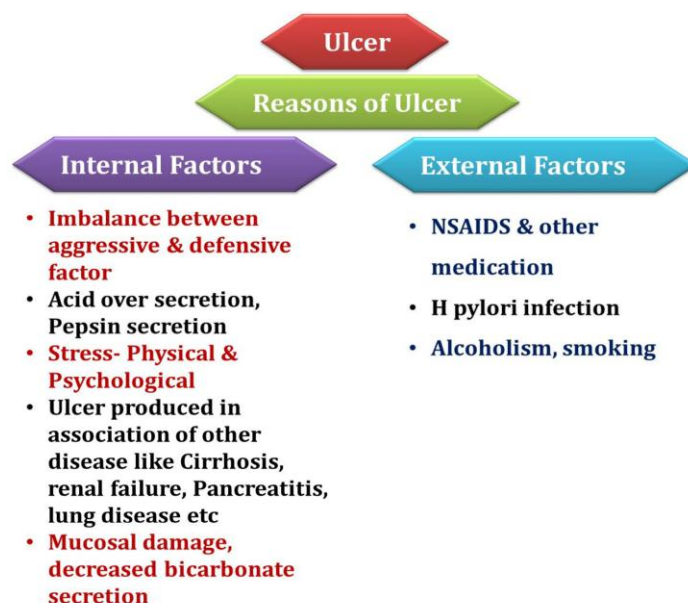 Ulcer
Reasons of Ulcer
Internal Factors
• Imbalance between
aggressive & defensive
factor
• Acid over secretion,
Pepsin secretion
• Stress- Physical &
Psychological
• Ulcer produced in
association of other
disease like Cirrhosis,
renal failure, Pancreatitis,
lung disease etc
• Mucosal damage,
decreased bicarbonate
secretion
External Factors
• NSAIDS & other
medication
• H pylori infection
• Alcoholism, smoking